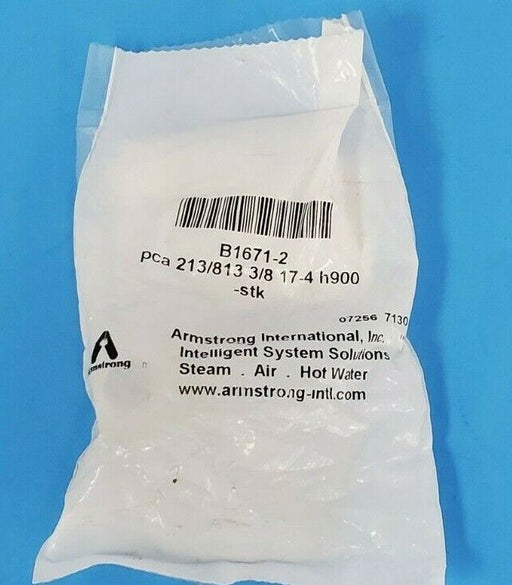 B1671-2
pca 213/813 3/8 17-4 h900
-stk
07256 7130
Armstrong International, Inc.
Intelligent System Solutions
Steam . Air . Hot Water
www.armstrong-intl.com
Armstrong